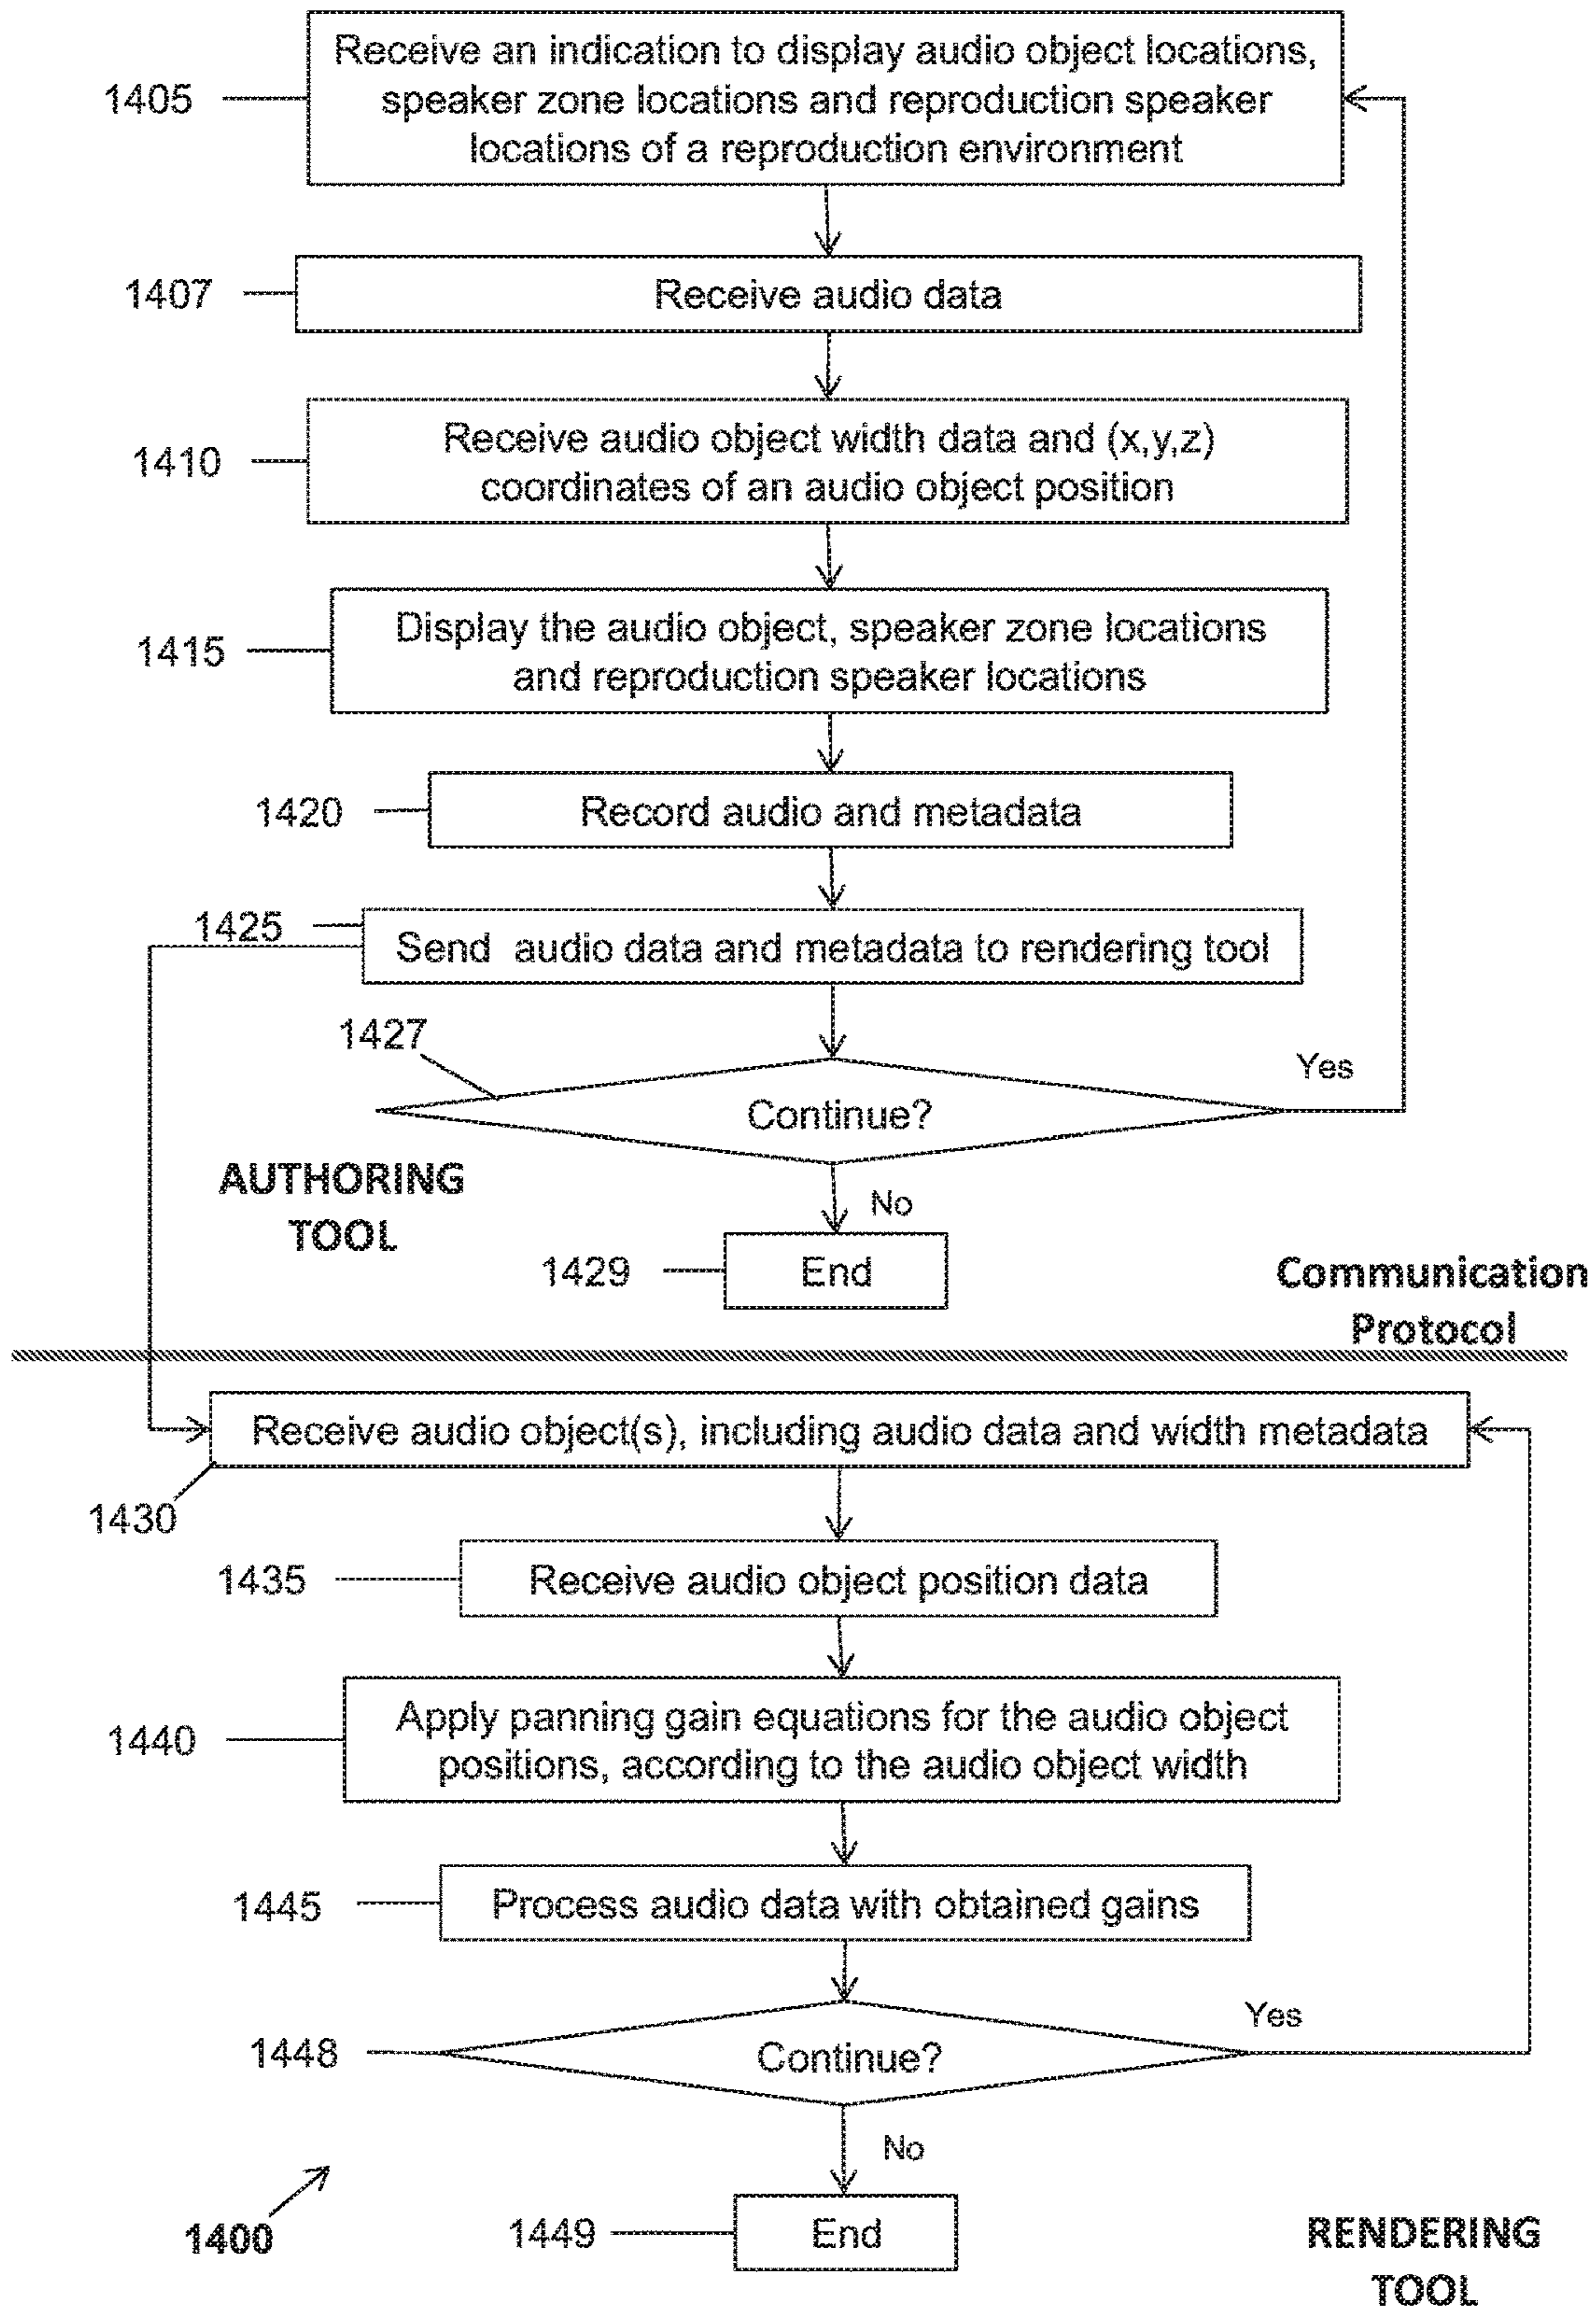 Receive an indication to display audio object locations,
speaker zone locations and reproduction speaker
locations of a reproduction environment
1405
1407
Receive audio data
1410
Receive audio object width data and (x,y,z)
coordinates of an audio object position
1415
Display the audio object, speaker zone locations
and reproduction speaker locations
1420
Record audio and metadata
1425
Send audio data and metadata to rendering tool
1427
Yes
Continue?
AUTHORING
TOOL
No
1429
End
Communication
Protocol
Receive audio object(s), including audio data and width metadata
1430
1435
Receive audio object position data
1440
Apply panning gain equations for the audio object
positions, according to the audio object width
1445
Process audio data with obtained gains
Yes
1448
Continue?
No
1400
1449
End
RENDERING
TOOL